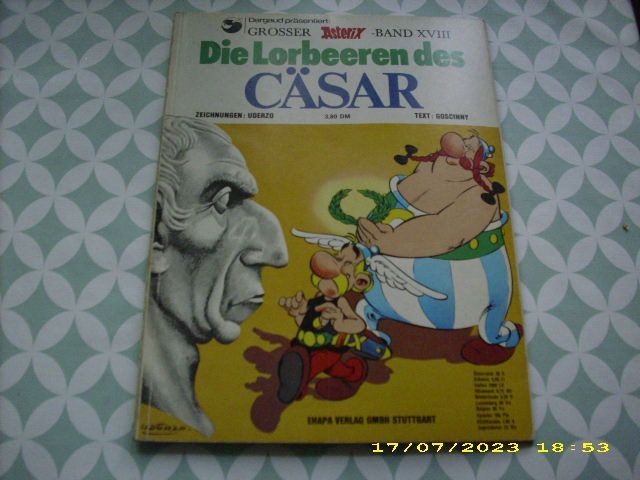 Dargaud präsentiert:
GROSSER Asterix -BAND XVIII
Die Lorbeeren des
CÄSAR
ZEICHNUNGEN: UDERZO 3,80 DM TEXT: GOSCINNY
EHAPA VERLAG GMBH STUTTGART
17/07/2023 18:53